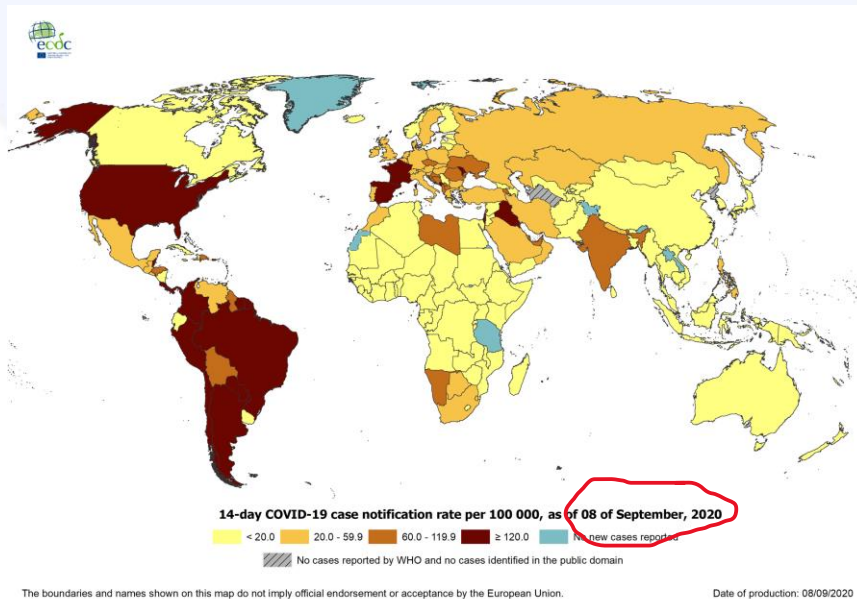 ecdc
14-day COVID-19 case notification rate per 100 000, as of 08 of September, 2020
< 20.0 20.0 - 59.9 60.0 - 119.9 ≥ 120.0 No new cases reported
No cases reported by WHO and no cases identified in the public domain
The boundaries and names shown on this map do not imply official endorsement or acceptance by the European Union. Date of production: 08/09/2020